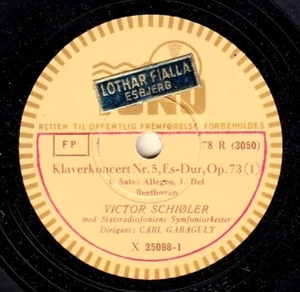 LOTHAR FIALLA
ESBJERG
RETTEN TIL OFFENTLIG FREMFØRELSE FORBEHOLDES
FP
78 R (3050)
Klaverkoncert Nr. 5, Es-Dur, Op. 73 (1)
1. Sats: Allegro, 1. Del
Beethoven
VICTOR SCHIØLER
med Statsradiofoniens Symfoniorkester
Dirigent: CARL GARAGULY
X 25098-1